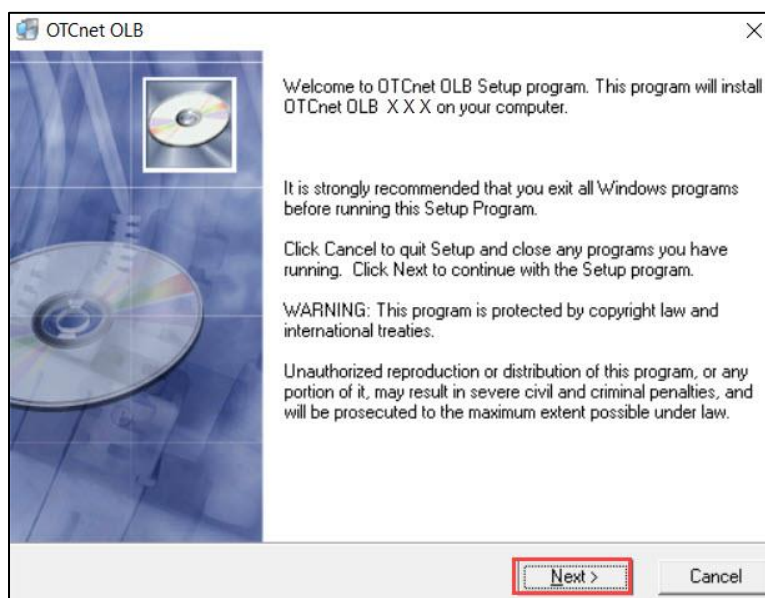 OTCnet OLB
Welcome to OTCnet OLB Setup program. This program will install
OTCnet OLB X X X on your computer.
It is strongly recommended that you exit all Windows programs
before running this Setup Program.
Click Cancel to quit Setup and close any programs you have
running. Click Next to continue with the Setup program.
WARNING: This program is protected by copyright law and
international treaties.
Unauthorized reproduction or distribution of this program, or any
portion of it, may result in severe civil and criminal penalties, and
will be prosecuted to the maximum extent possible under law.
Next > Cancel